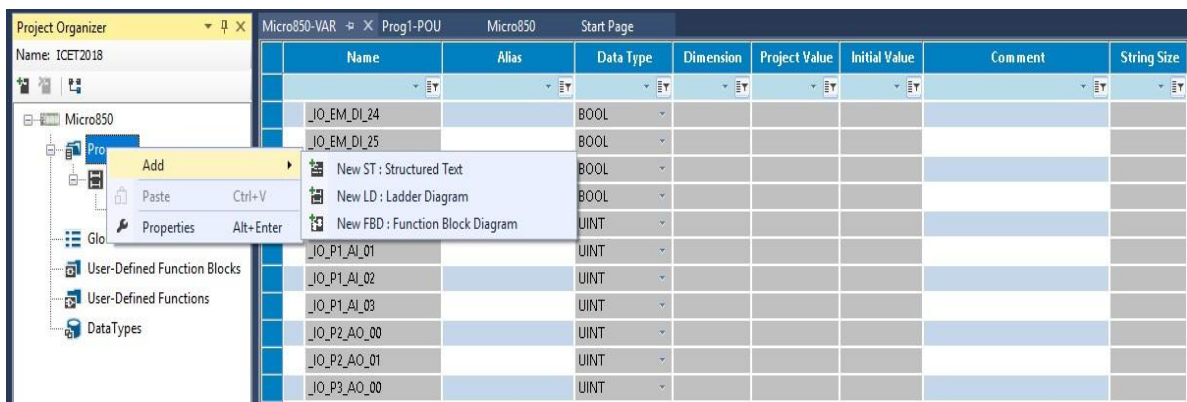 Project Organizer
Name: ICET2018
Micro850
Pro
Add
Paste Ctrl+V
Properties Alt+Enter
Glo
User-Defined Function Blocks
User-Defined Functions
DataTypes
New ST : Structured Text
New LD : Ladder Diagram
New FBD : Function Block Diagram
Micro850-VAR Prog1-POU Micro850 Start Page
Name Alias Data Type Dimension Project Value Initial Value Comment String Size
_IO_EM_DI_24 BOOL
_IO_EM_DI_25 BOOL
BOOL
BOOL
UINT
_IO_P1_AI_01 UINT
_IO_P1_AI_02 UINT
_IO_P1_AI_03 UINT
_IO_P2_AO_00 UINT
_IO_P2_AO_01 UINT
_IO_P3_AO_00 UINT